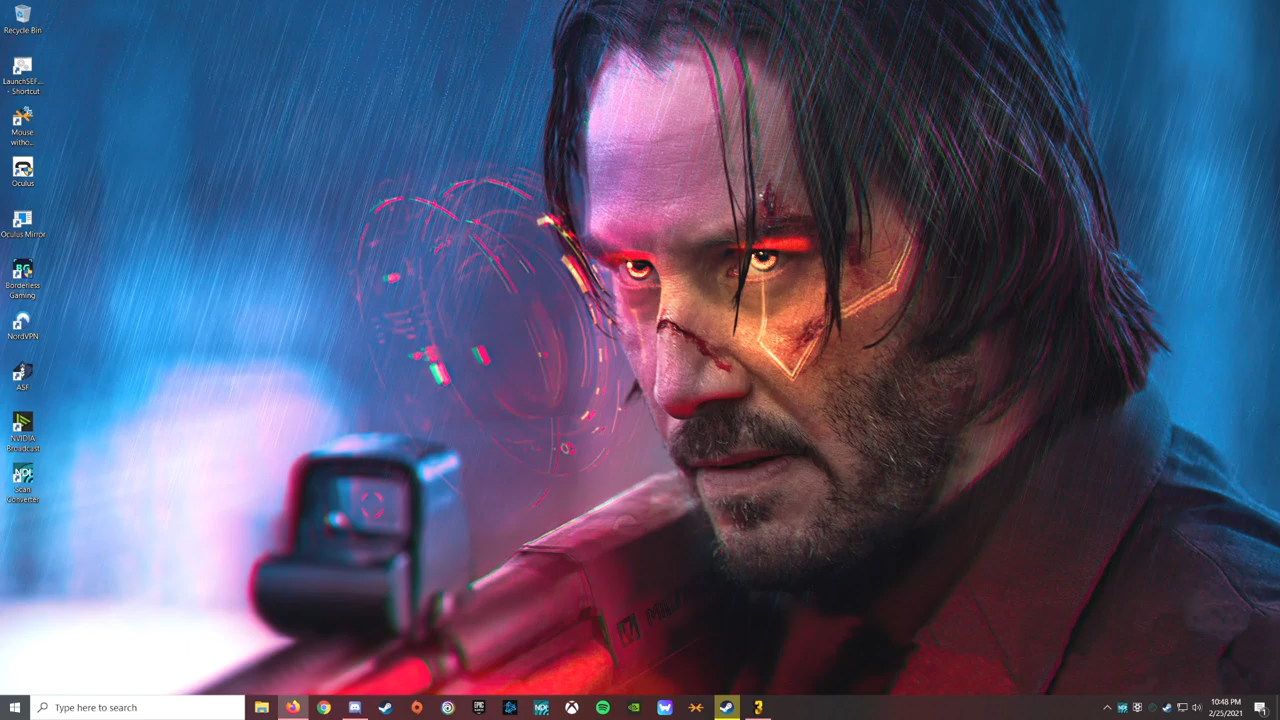 Recycle Bin
LaunchSEF...
- Shortcut
Mouse
witho...
Oculus
Oculus Mirror
Borderless
Gaming
NordVPN
ASF
NVIDIA
Broadcast
Scan
Converter
Type here to search
10:48 PM
2/25/2021